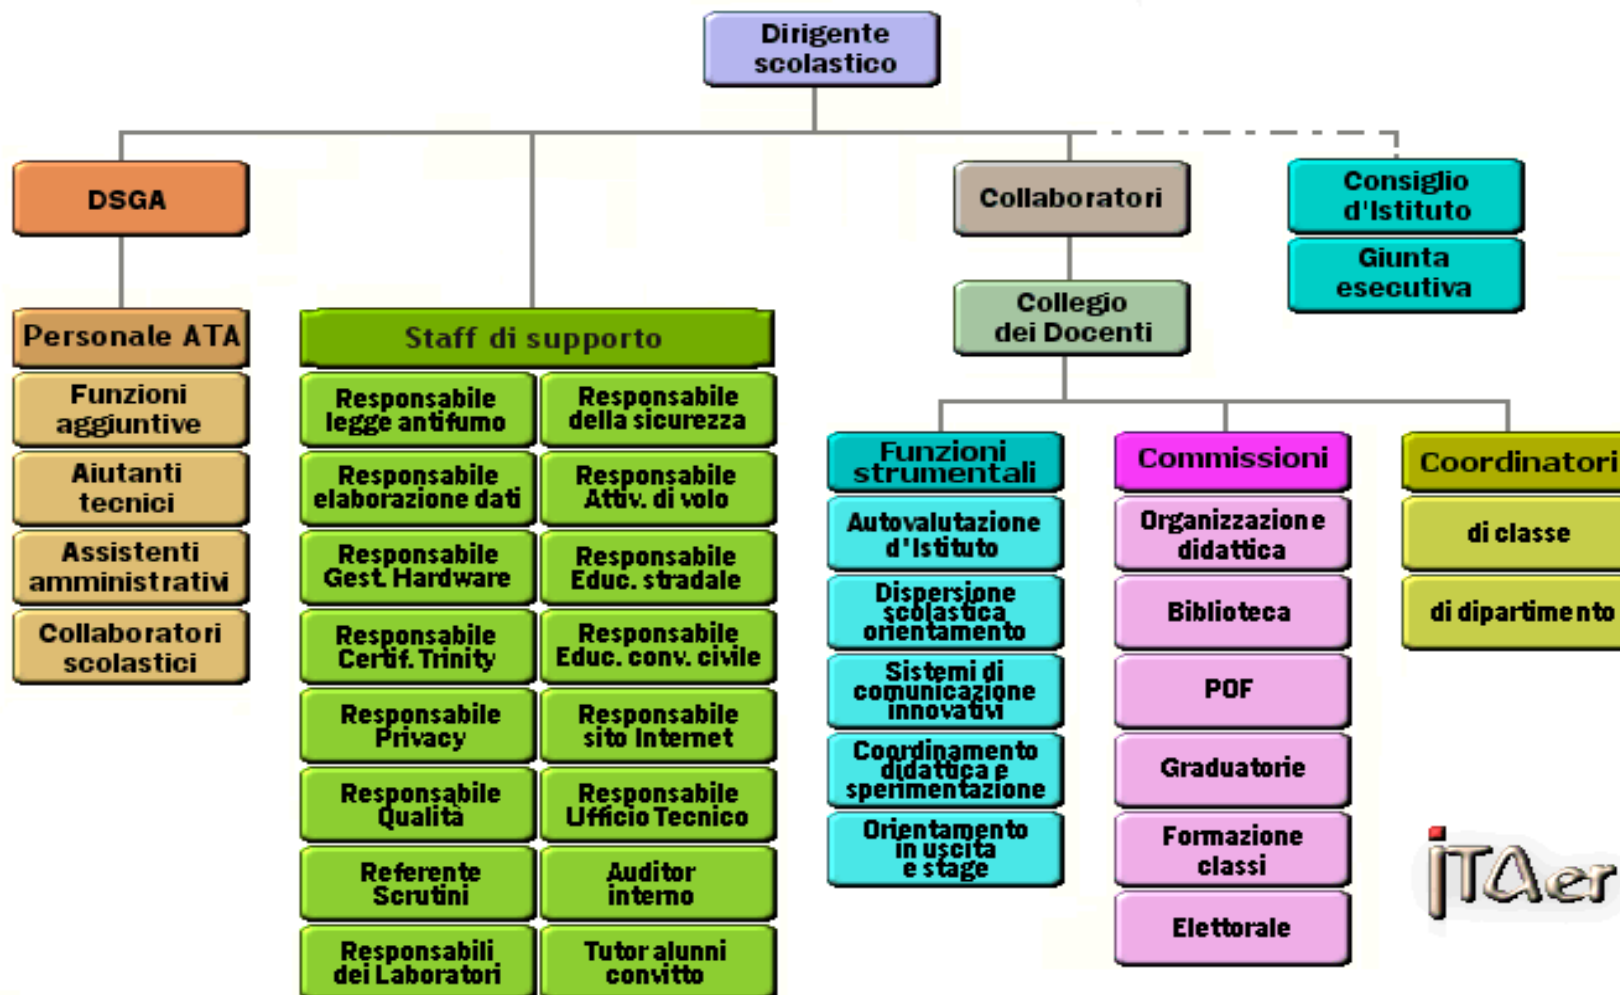 Dirigente
scolastico
DSGA
Collaboratori
Consiglio
d'Istituto
Giunta
esecutiva
Collegio
dei Docenti
Personale ATA
Funzioni
aggiuntive
Aiutanti
tecnici
Assistenti
amministrativi
Collaboratori
scolastici
Staff di supporto
Responsabile
legge antifumo
Responsabile
della sicurezza
Responsabile
elaborazione dati
Responsabile
Attiv. di volo
Responsabile
Gest. Hardware
Responsabile
Educ. stradale
Responsabile
Certif. Trinity
Responsabile
Educ. conv. civile
Responsabile
Privacy
Responsabile
sito Internet
Responsabile
Qualità
Responsabile
Ufficio Tecnico
Referente
Scrutini
Auditor
interno
Responsabili
dei Laboratori
Tutor alunni
convitto
Funzioni
strumentali
Autovalutazione
d'Istituto
Dispersione
scolastica
orientamento
Sistemi di
comunicazione
innovativi
Coordinamento
didattica e
sperimentazione
Orientamento
in uscita
e stage
Commissioni
Organizzazione
didattica
Biblioteca
POF
Graduatorie
Formazione
classi
Elettorale
Coordinatori
di classe
di dipartimento
iTAer